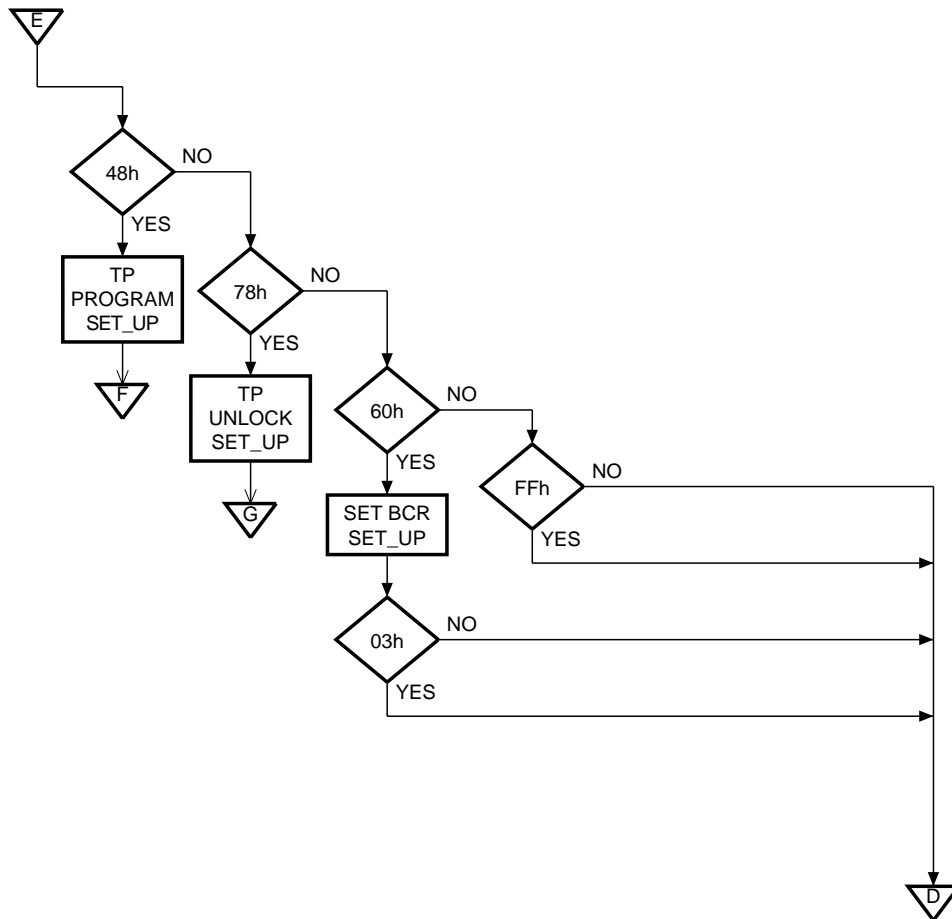 E
48h
NO
YES
TP
PROGRAM
SET_UP
F
78h
NO
YES
TP
UNLOCK
SET_UP
G
60h
NO
YES
SET BCR
SET_UP
FFh
NO
YES
03h
NO
YES
D